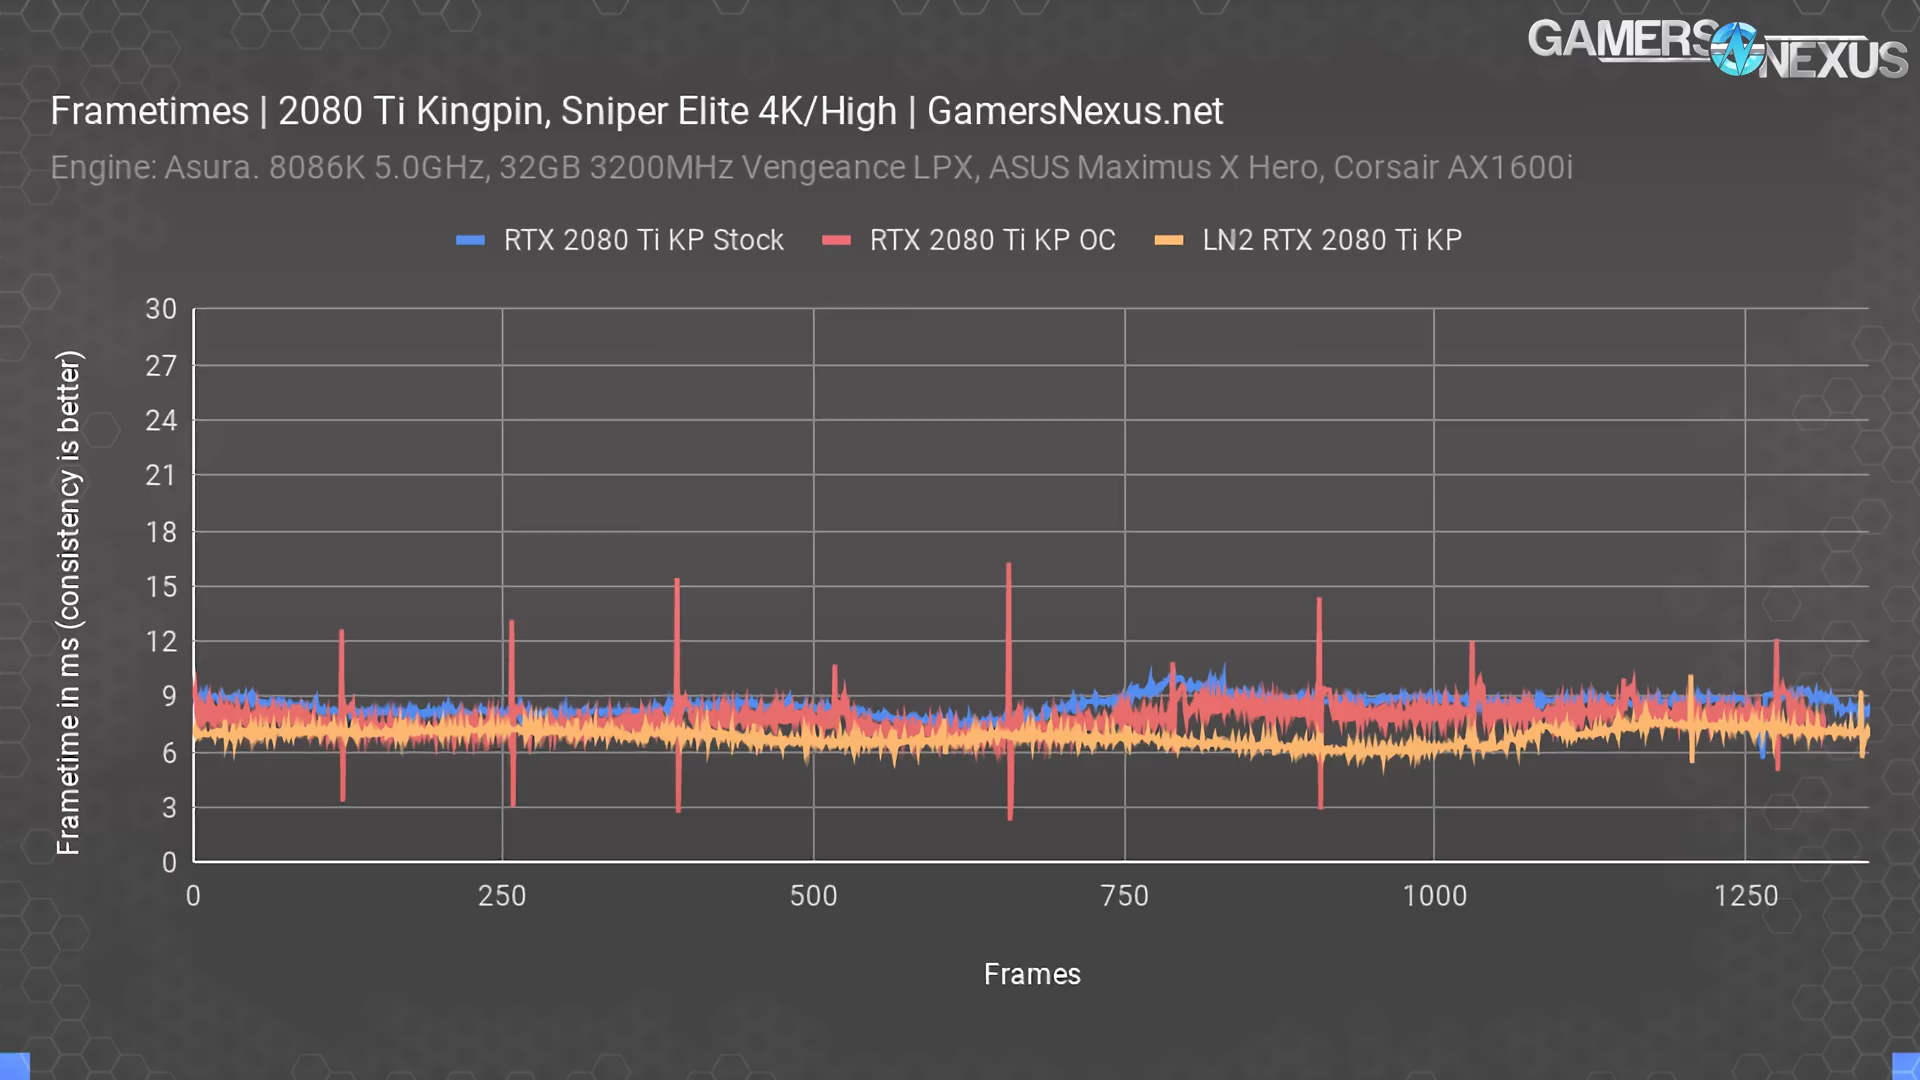 GAMERS NEXUS
Frametimes | 2080 Ti Kingpin, Sniper Elite 4K/High | GamersNexus.net
Engine: Asura. 8086K 5.0GHz, 32GB 3200MHz Vengeance LPX, ASUS Maximus X Hero, Corsair AX1600i
RTX 2080 Ti KP Stock RTX 2080 Ti KP OC LN2 RTX 2080 Ti KP
Frametime in ms (consistency is better)
30
27
24
21
18
15
12
9
6
3
0
0 250 500 750 1000 1250
Frames